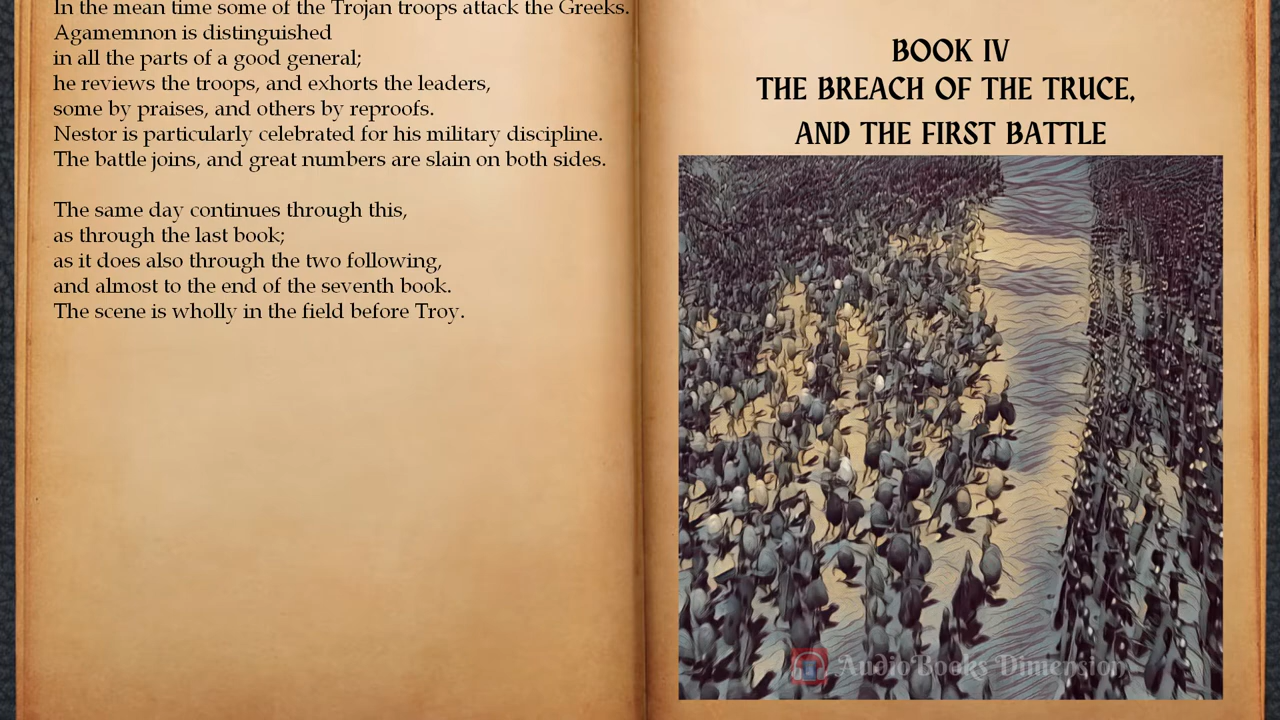 In the mean time some of the Trojan troops attack the Greeks.
Agamemnon is distinguished
in all the parts of a good general;
he reviews the troops, and exhorts the leaders,
some by praises, and others by reproofs.
Nestor is particularly celebrated for his military discipline.
The battle joins, and great numbers are slain on both sides.
The same day continues through this,
as through the last book;
as it does also through the two following,
and almost to the end of the seventh book.
The scene is wholly in the field before Troy.
BOOK IV
THE BREACH OF THE TRUCE,
AND THE FIRST BATTLE
AudioBooks Dimension